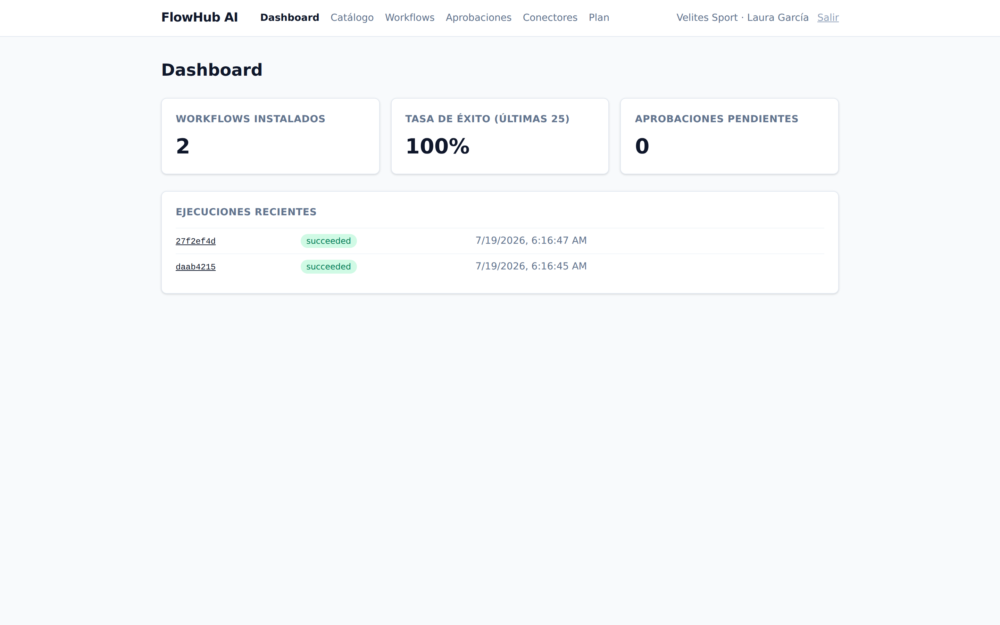 FlowHub AI Dashboard Catálogo Workflows Aprobaciones Conectores Plan Velites Sport · Laura García Salir
Dashboard
WORKFLOWS INSTALADOS
2
TASA DE ÉXITO (ÚLTIMAS 25)
100%
APROBACIONES PENDIENTES
0
EJECUCIONES RECIENTES
27f2ef4d succeeded 7/19/2026, 6:16:47 AM
daab4215 succeeded 7/19/2026, 6:16:45 AM